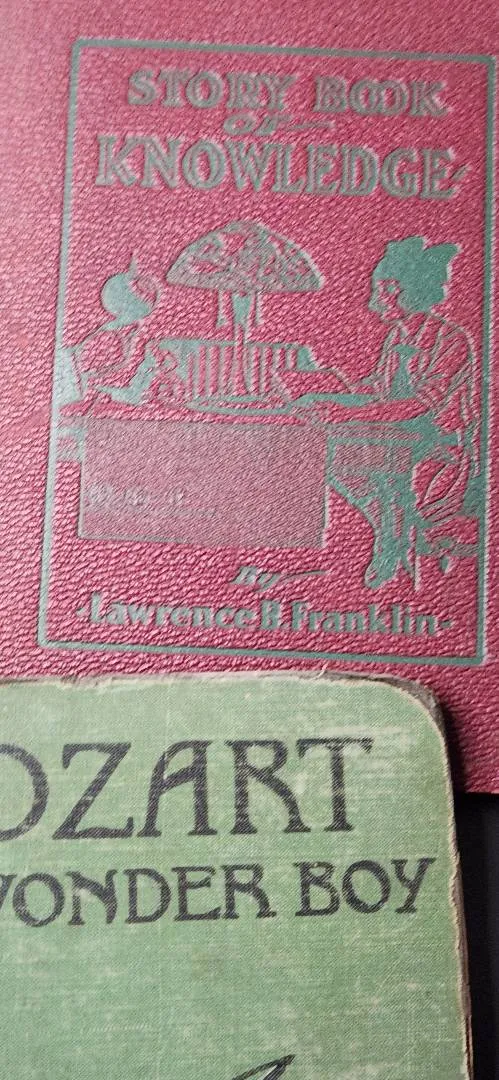 STORY BOOK
OF
KNOWLEDGE
By
-Lawrence B. Franklin-
OZART
WONDER BOY